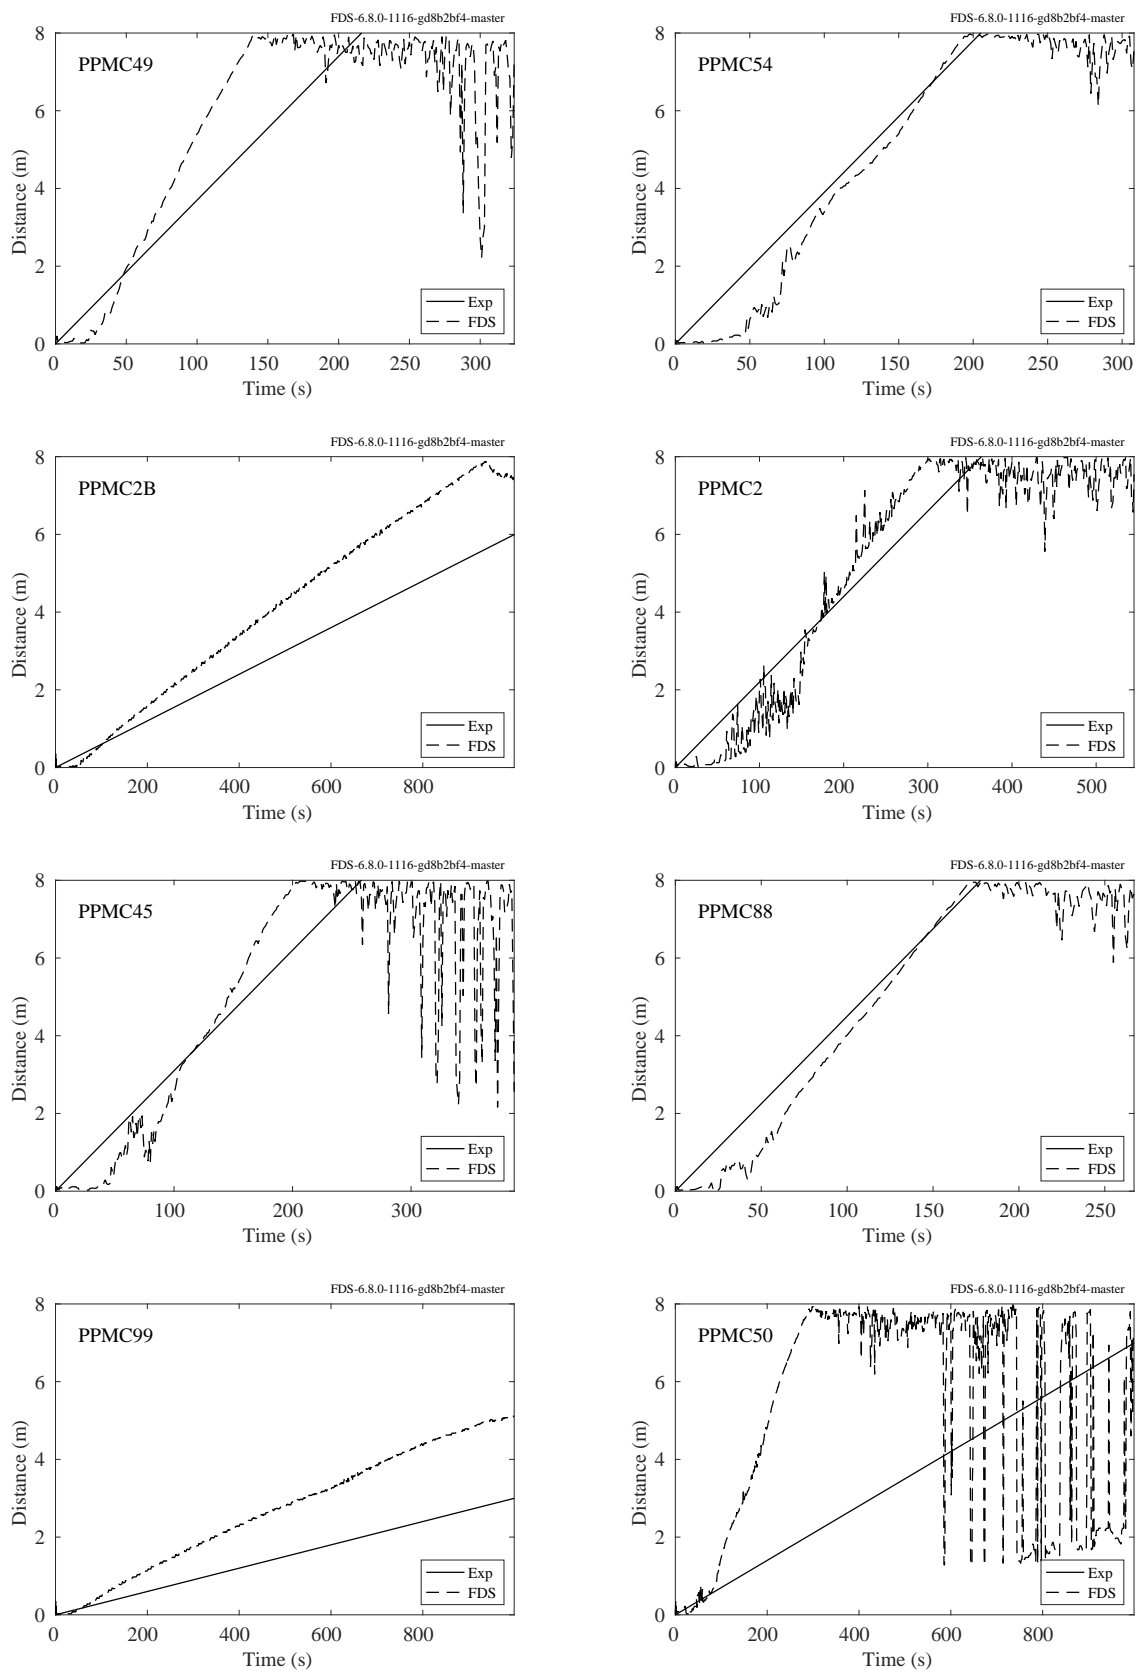 FDS-6.8.0-1116-gd8b2bf4-master
PPMC49
8
6
4
2
0
Distance (m)
0 50 100 150 200 250 300
Time (s)
Exp
FDS
FDS-6.8.0-1116-gd8b2bf4-master
PPMC54
8
6
4
2
0
Distance (m)
0 50 100 150 200 250 300
Time (s)
Exp
FDS
FDS-6.8.0-1116-gd8b2bf4-master
PPMC2B
8
6
4
2
0
Distance (m)
0 200 400 600 800
Time (s)
Exp
FDS
FDS-6.8.0-1116-gd8b2bf4-master
PPMC2
8
6
4
2
0
Distance (m)
0 100 200 300 400 500
Time (s)
Exp
FDS
FDS-6.8.0-1116-gd8b2bf4-master
PPMC45
8
6
4
2
0
Distance (m)
0 100 200 300
Time (s)
Exp
FDS
FDS-6.8.0-1116-gd8b2bf4-master
PPMC88
8
6
4
2
0
Distance (m)
0 50 100 150 200 250
Time (s)
Exp
FDS
FDS-6.8.0-1116-gd8b2bf4-master
PPMC99
8
6
4
2
0
Distance (m)
0 200 400 600 800
Time (s)
Exp
FDS
FDS-6.8.0-1116-gd8b2bf4-master
PPMC50
8
6
4
2
0
Distance (m)
0 200 400 600 800
Time (s)
Exp
FDS